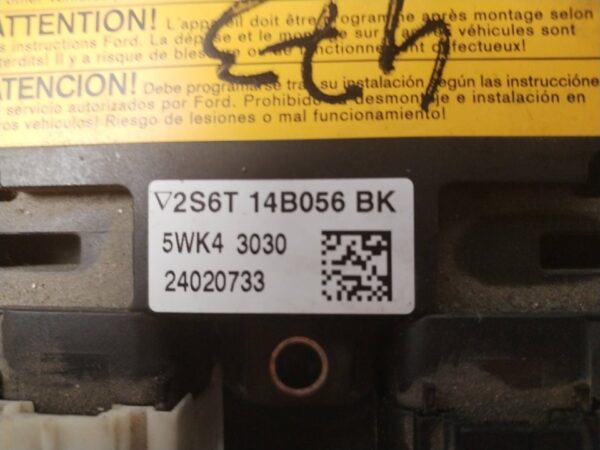 ATTENTION! L'appareil doit être programmé après montage selon
instructions Ford. La dépose et le montage sur d'autres véhicules sont
interdits! Il y a risque de blessure ou de fonctionnement défectueux!
ATENCION! Debe programarse tras su instalación según las instrucciones
servicio autorizados por Ford. Prohibido desmontaje e instalación en
otros vehículos! Riesgo de lesiones o mal funcionamiento!
▽2S6T 14B056 BK
5WK4 3030
24020733